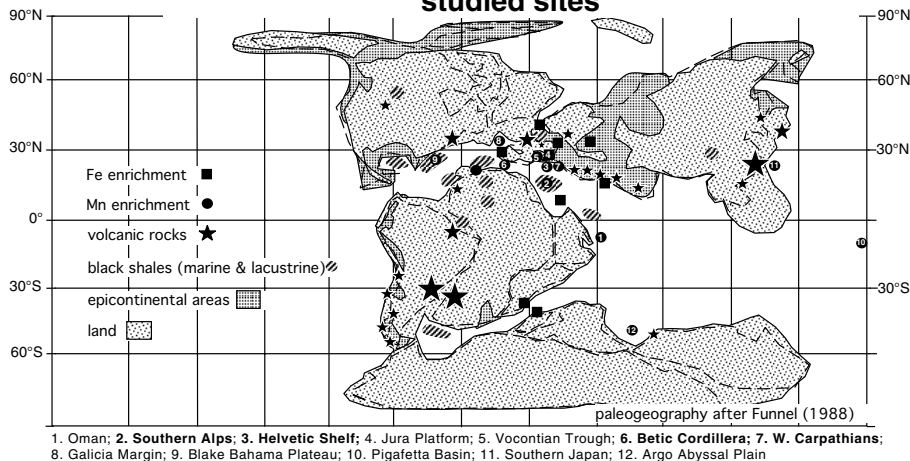 studied sites
90°N 90°N
60°N 60°N
30°N 30°N
Fe enrichment
Mn enrichment
0°
volcanic rocks
black shales (marine & lacustrine)
30°S 30°S
epicontinental areas
land
60°S
paleogeography after Funnel (1988)
1. Oman; 2. Southern Alps; 3. Helvetic Shelf; 4. Jura Platform; 5. Vocontian Trough; 6. Betic Cordillera; 7. W. Carpathians;
8. Galicia Margin; 9. Blake Bahama Plateau; 10. Pigafetta Basin; 11. Southern Japan; 12. Argo Abyssal Plain